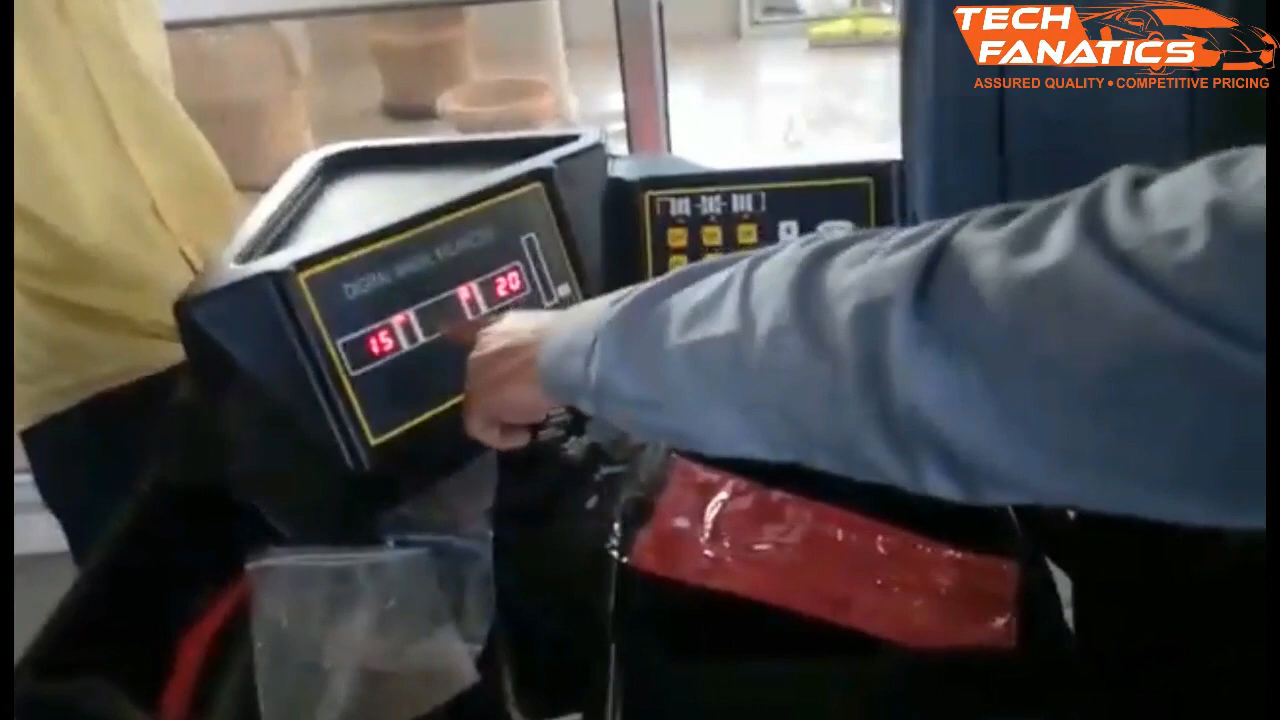 TECH
FANATICS
ASSURED QUALITY • COMPETITIVE PRICING
DIGITAL WHEEL BALANCER
15
20